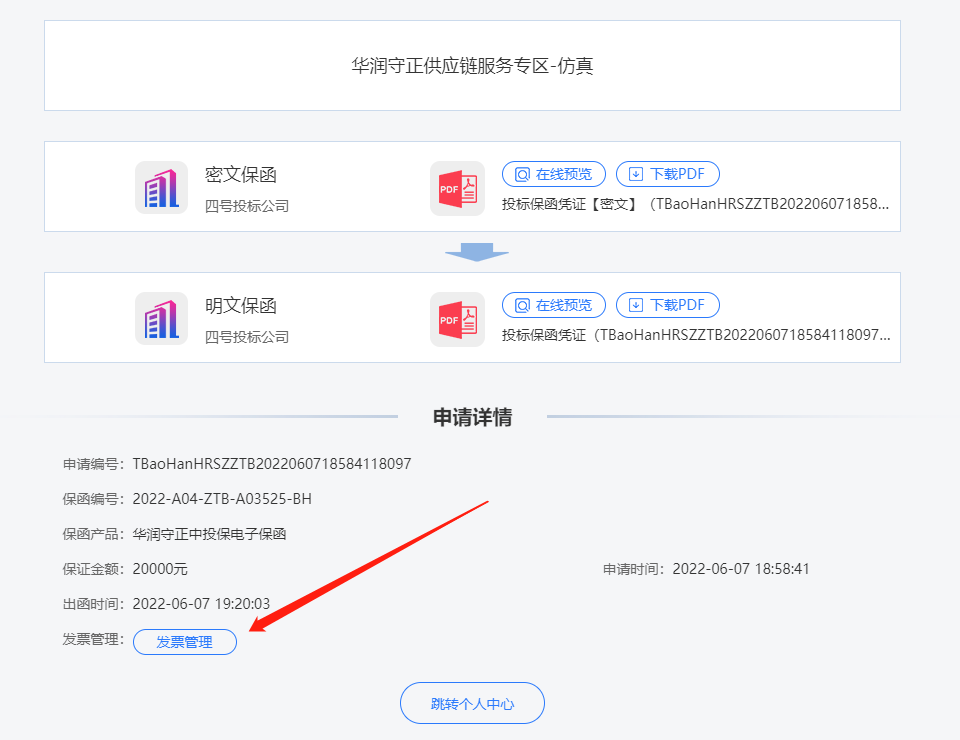 华润守正供应链服务专区-仿真
密文保函
四号投标公司
PDF
在线预览
下载PDF
投标保函凭证【密文】（TBaoHanHRSZZTB202206071858...
明文保函
四号投标公司
PDF
在线预览
下载PDF
投标保函凭证（TBaoHanHRSZZTB2022060718584118097...
申请详情
申请编号：TBaoHanHRSZZTB2022060718584118097
保函编号：2022-A04-ZTB-A03525-BH
保函产品：华润守正中投保电子保函
保证金额：20000元
申请时间：2022-06-07 18:58:41
出函时间：2022-06-07 19:20:03
发票管理：发票管理
跳转个人中心